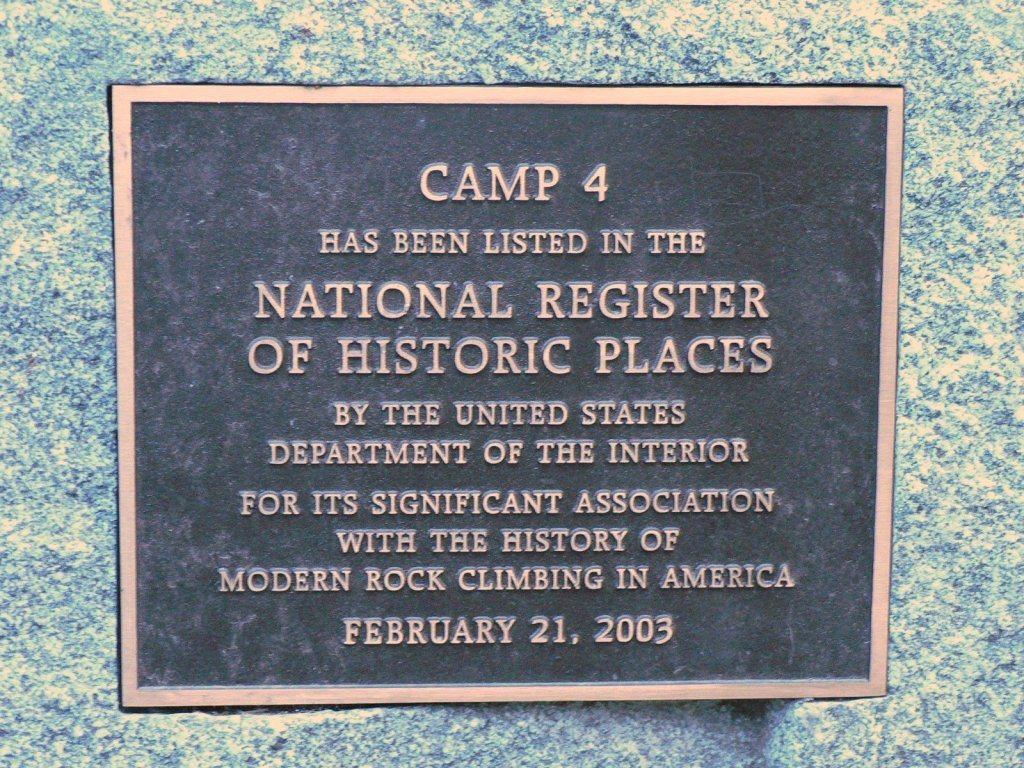 CAMP 4
HAS BEEN LISTED IN THE
NATIONAL REGISTER
OF HISTORIC PLACES
BY THE UNITED STATES
DEPARTMENT OF THE INTERIOR
FOR ITS SIGNIFICANT ASSOCIATION
WITH THE HISTORY OF
MODERN ROCK CLIMBING IN AMERICA
FEBRUARY 21, 2003